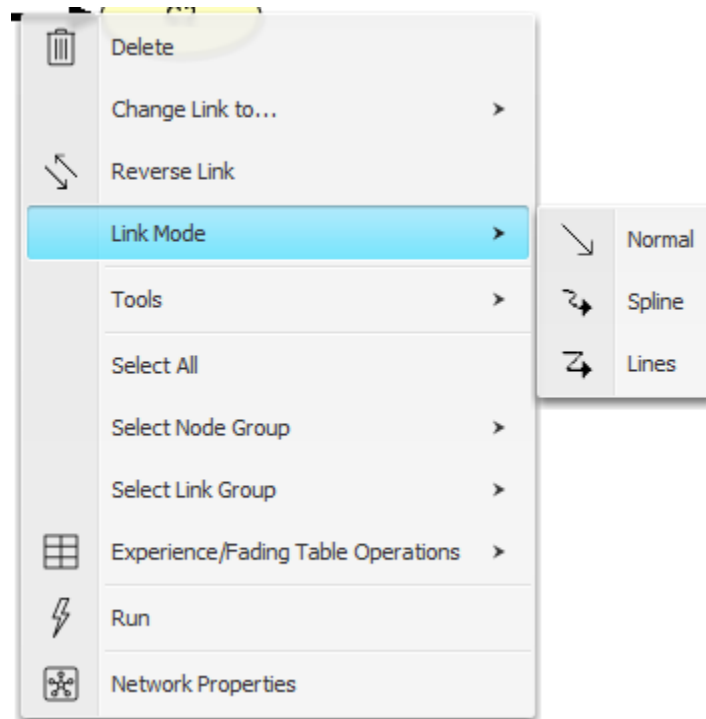 Delete
Change Link to...
Reverse Link
Link Mode
Normal
Spline
Lines
Tools
Select All
Select Node Group
Select Link Group
Experience/Fading Table Operations
Run
Network Properties